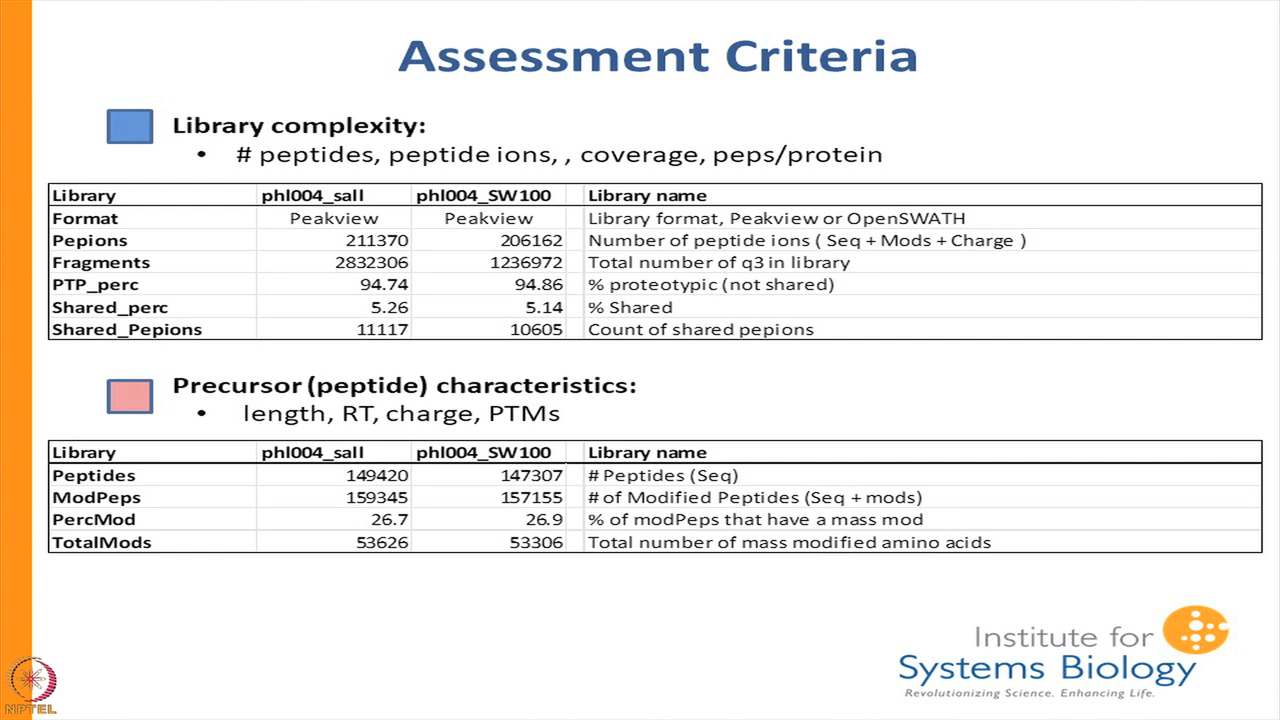 Assessment Criteria
Library complexity:
• # peptides, peptide ions, , coverage, peps/protein
Library phl004_sall phl004_SW100 Library name
Format Peakview Peakview Library format, Peakview or OpenSWATH
Pepions 211370 206162 Number of peptide ions ( Seq + Mods + Charge )
Fragments 2832306 1236972 Total number of q3 in library
PTP_perc 94.74 94.86 % proteotypic (not shared)
Shared_perc 5.26 5.14 % Shared
Shared_Pepions 11117 10605 Count of shared pepions
Precursor (peptide) characteristics:
• length, RT, charge, PTMs
Library phl004_sall phl004_SW100 Library name
Peptides 149420 147307 # Peptides (Seq)
ModPeps 159345 157155 # of Modified Peptides (Seq + mods)
PercMod 26.7 26.9 % of modPeps that have a mass mod
TotalMods 53626 53306 Total number of mass modified amino acids
Institute for
Systems Biology
Revolutionizing Science. Enhancing Life.
NPTEL